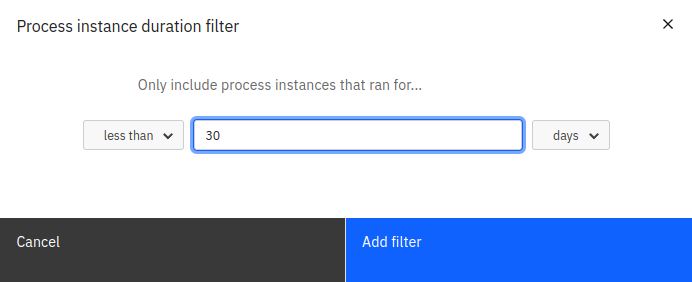 Process instance duration filter
Only include process instances that ran for...
less than 30 days
Cancel Add filter